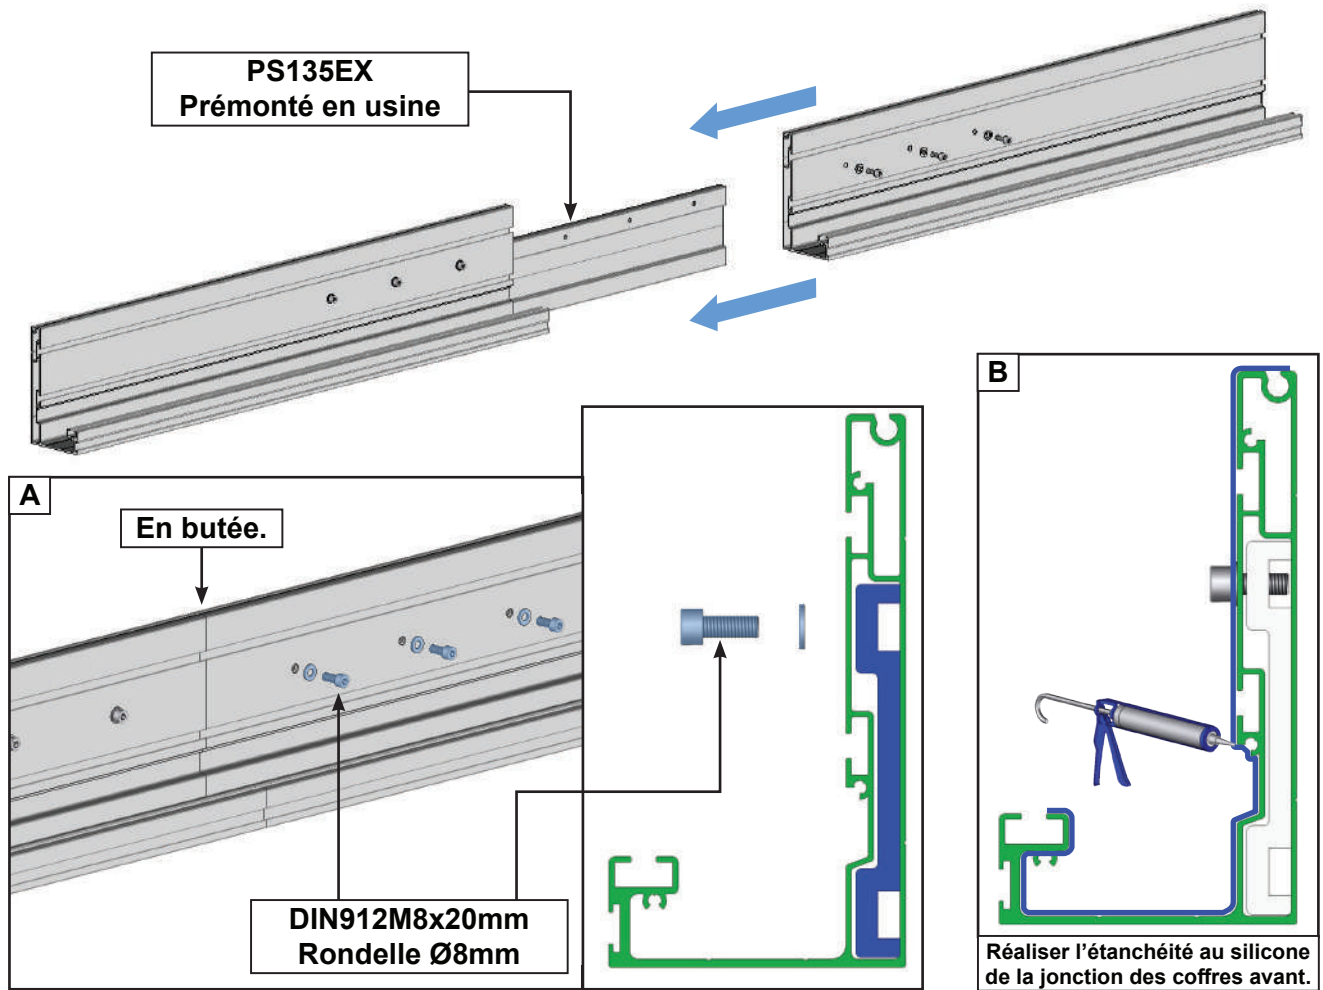 PS135EX
Prémonté en usine
A
En butée.
DIN912M8x20mm
Rondelle Ø8mm
B
Réaliser l’étanchéité au silicone
de la jonction des coffres avant.